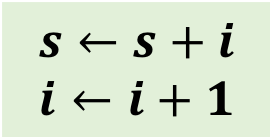 s ← s + i
i ← i + 1